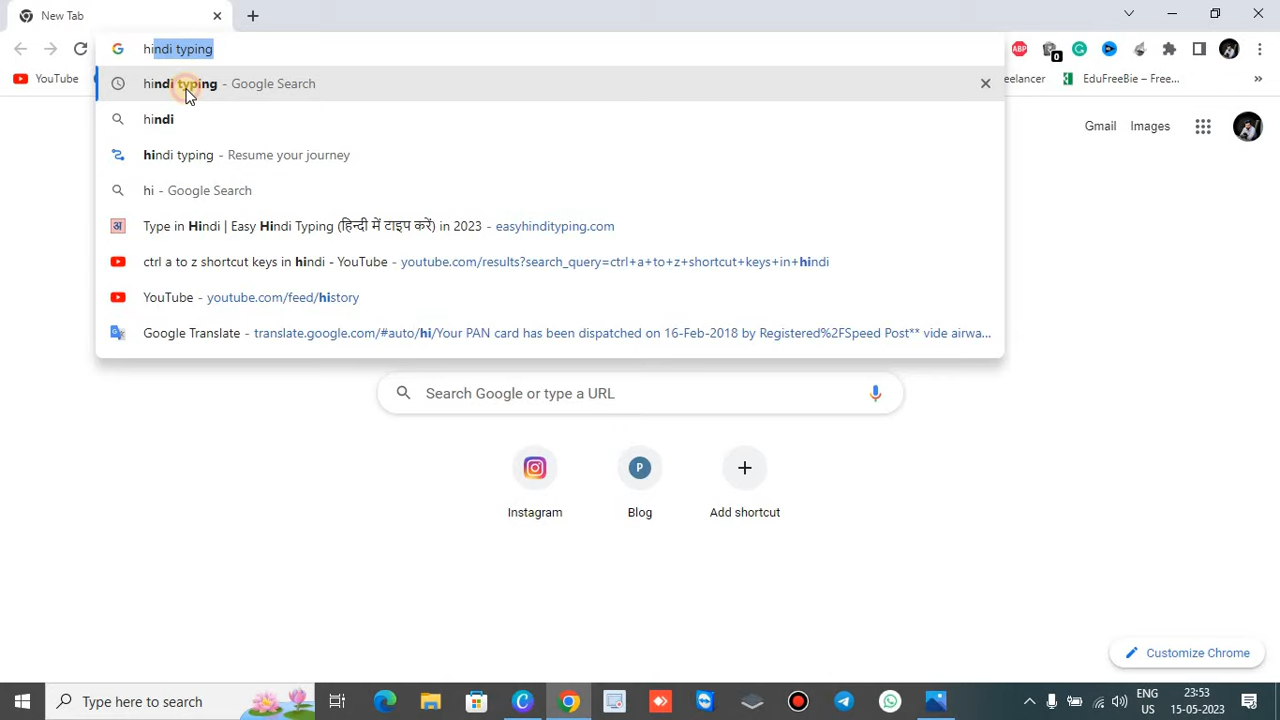 New Tab
hindi typing
YouTube
eelancer
EduFreeBie – Free...
»
hindi typing - Google Search
hindi
hindi typing - Resume your journey
hi - Google Search
Type in Hindi | Easy Hindi Typing (हिन्दी में टाइप करें) in 2023 - easyhindityping.com
ctrl a to z shortcut keys in hindi - YouTube - youtube.com/results?search_query=ctrl+a+to+z+shortcut+keys+in+hindi
YouTube - youtube.com/feed/history
Google Translate - translate.google.com/#auto/hi/Your PAN card has been dispatched on 16-Feb-2018 by Registered%2FSpeed Post** vide airwa...
Gmail Images
Search Google or type a URL
Instagram
P
Blog
Add shortcut
Customize Chrome
Type here to search
ENG
US
23:53
15-05-2023
ABP
0
अ